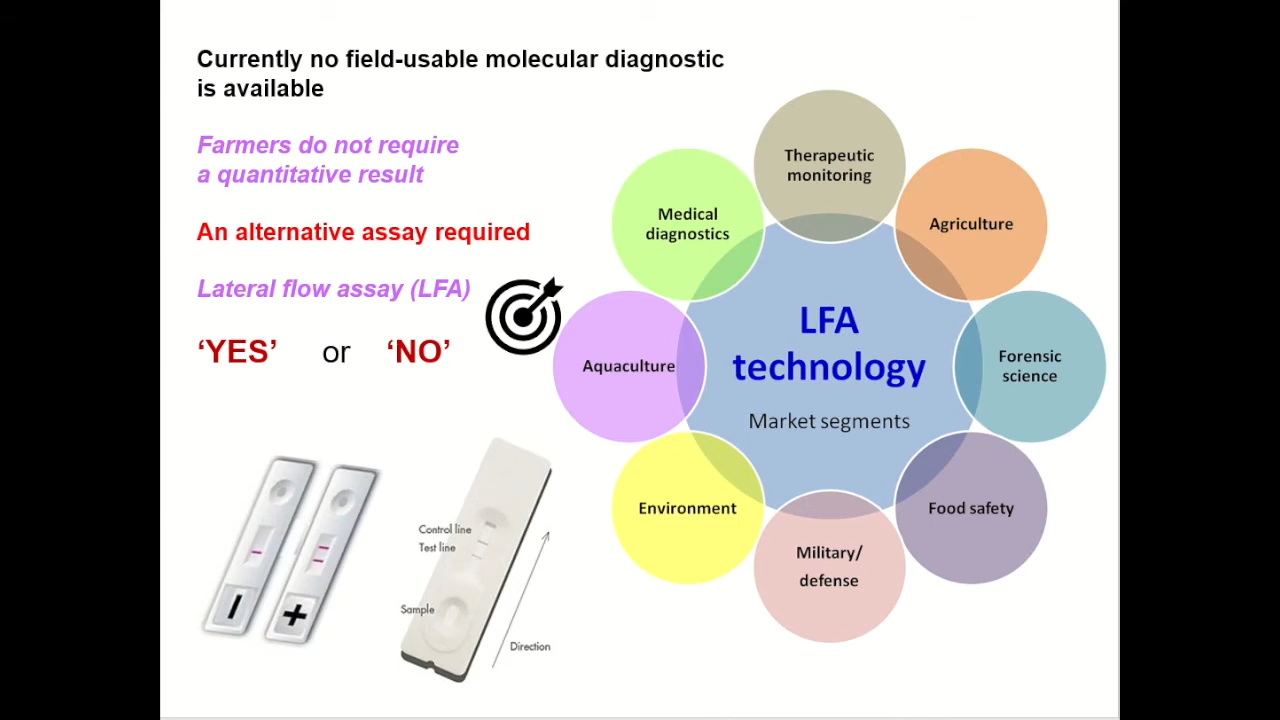 Currently no field-usable molecular diagnostic
is available
Farmers do not require
a quantitative result
An alternative assay required
Lateral flow assay (LFA)
‘YES’ or ‘NO’
Control line
Test line
Sample
Direction
LFA
technology
Market segments
Therapeutic
monitoring
Agriculture
Forensic
science
Food safety
Military/
defense
Environment
Aquaculture
Medical
diagnostics